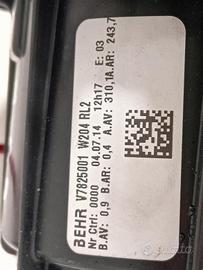 BEHR V7825001 W204 RL2
Nr Ctrl: 0000 04.07.14 12h17 E: 03
B.AV: 0,9 B.AR: 0,4 A.AV: 310,1A.AR: 243,7
subito